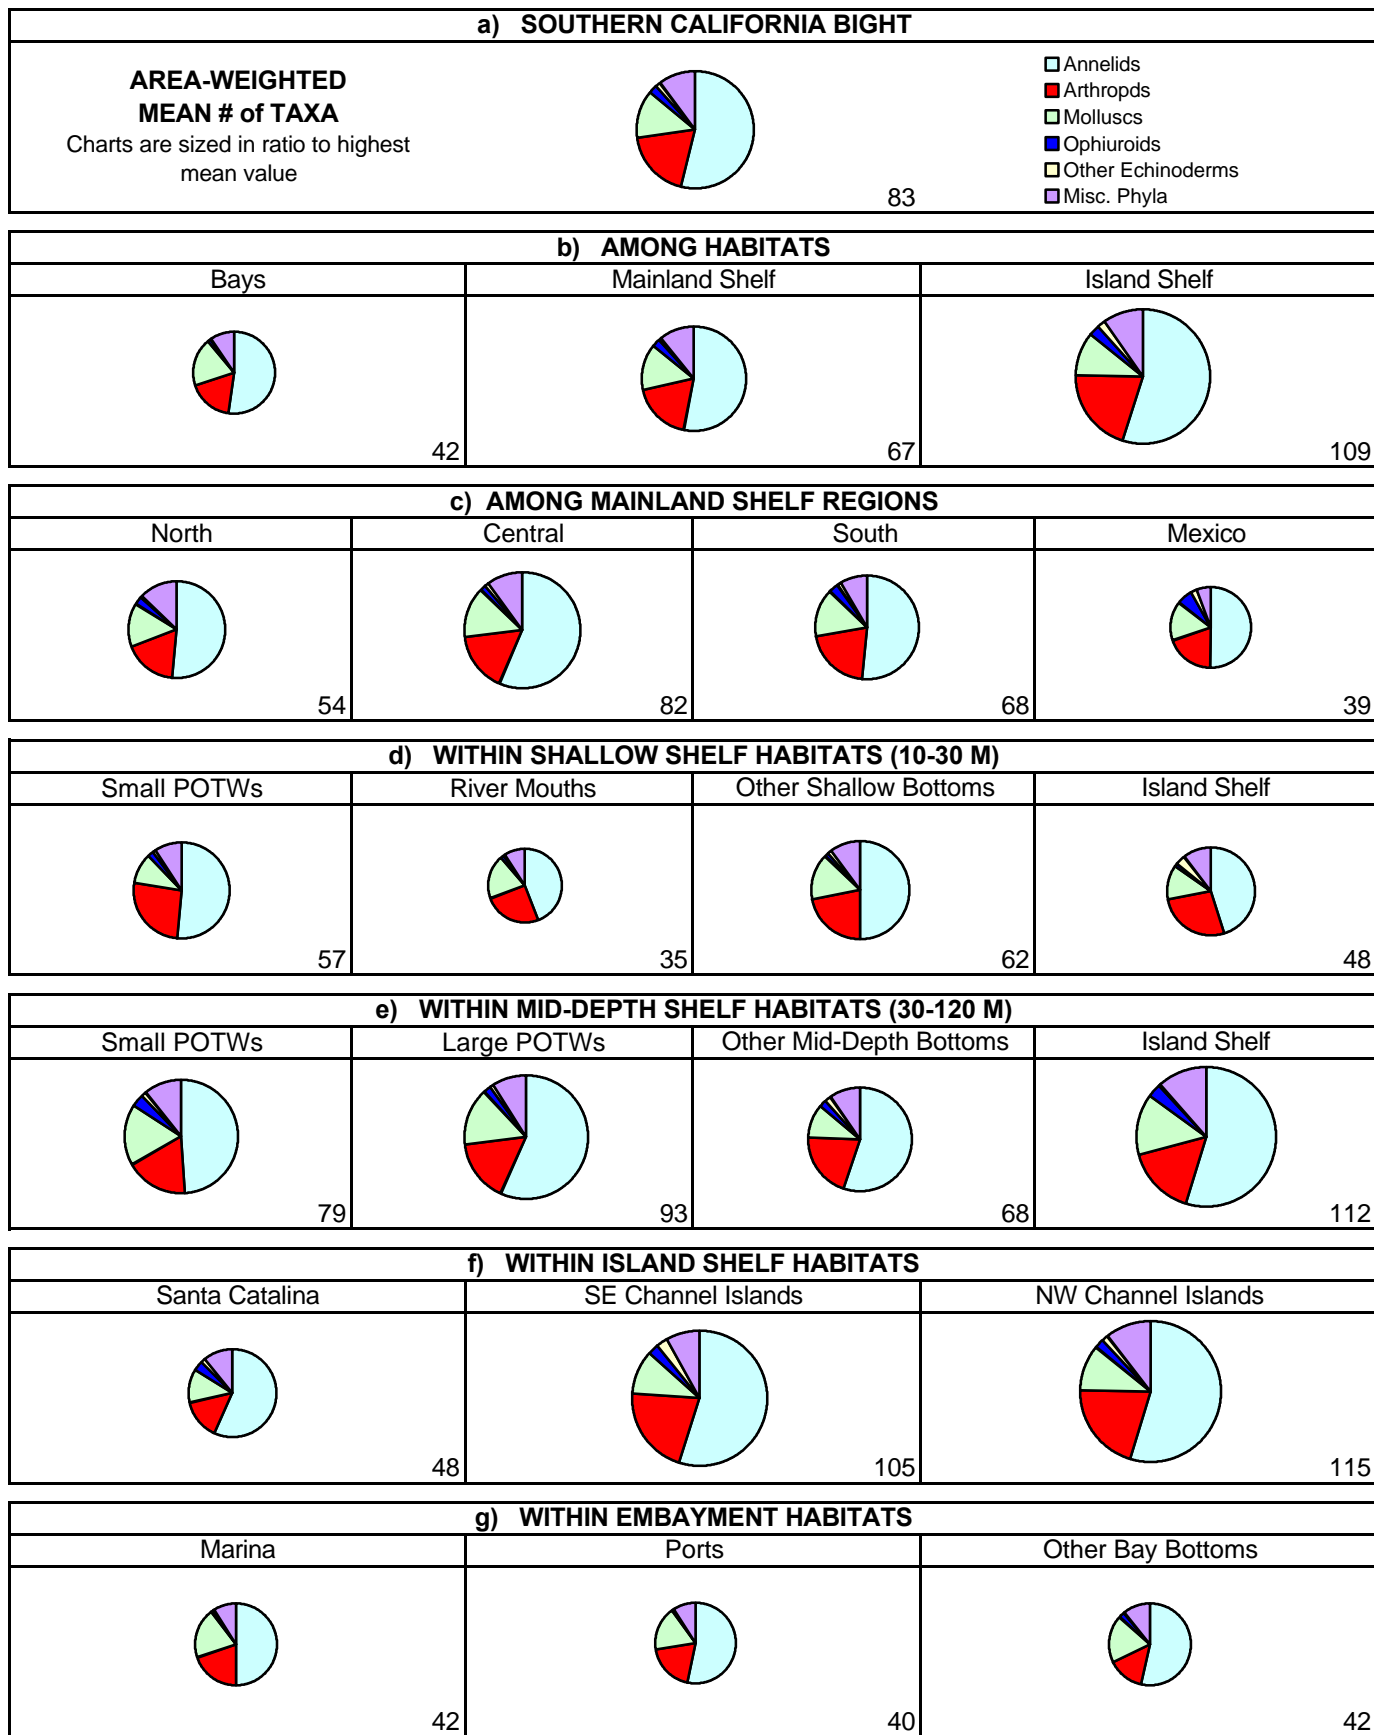 a) SOUTHERN CALIFORNIA BIGHT
AREA-WEIGHTED
MEAN # of TAXA
Charts are sized in ratio to highest
mean value
83
Annelids
Arthropds
Molluscs
Ophiuroids
Other Echinoderms
Misc. Phyla
b) AMONG HABITATS
Bays Mainland Shelf Island Shelf
42 67 109
c) AMONG MAINLAND SHELF REGIONS
North Central South Mexico
54 82 68 39
d) WITHIN SHALLOW SHELF HABITATS (10-30 M)
Small POTWs River Mouths Other Shallow Bottoms Island Shelf
57 35 62 48
e) WITHIN MID-DEPTH SHELF HABITATS (30-120 M)
Small POTWs Large POTWs Other Mid-Depth Bottoms Island Shelf
79 93 68 112
f) WITHIN ISLAND SHELF HABITATS
Santa Catalina SE Channel Islands NW Channel Islands
48 105 115
g) WITHIN EMBAYMENT HABITATS
Marina Ports Other Bay Bottoms
42 40 42